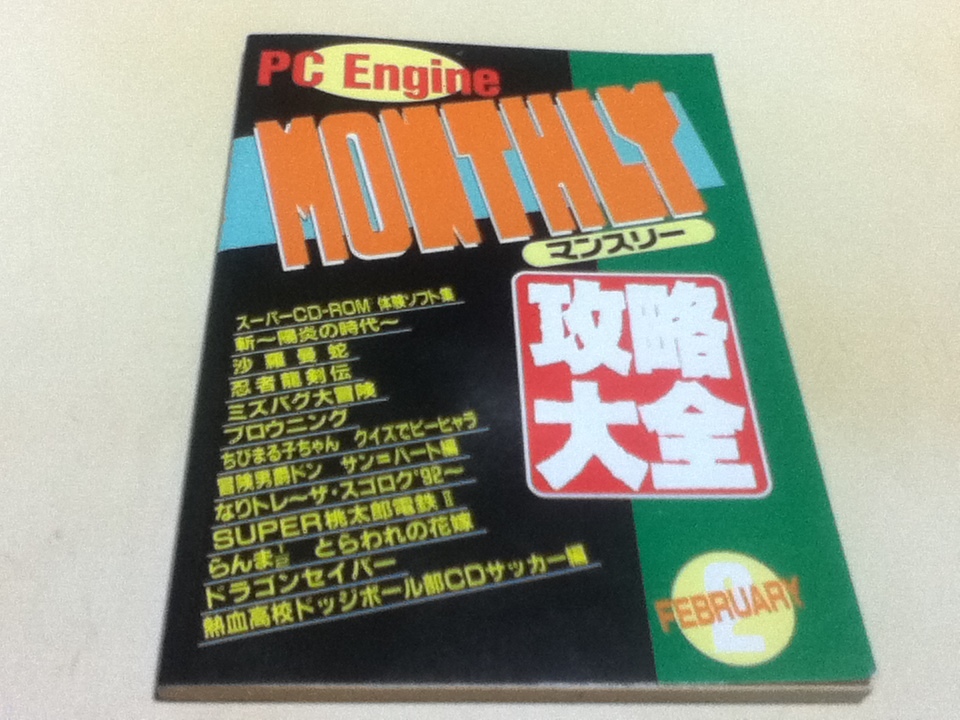 PC Engine
MONTHLY
マンスリー
攻略
大全
スーパーCD-ROM 体験ソフト集
斬～陽炎の時代～
沙羅曼蛇
忍者龍剣伝
ミズバク大冒険
ブロウニング
ちびまる子ちゃん クイズでピーヒャラ
冒険男爵ドン サン＝ハート編
なりトレ～ザ・スゴロク'92～
SUPER桃太郎電鉄Ⅱ
らんま1/2 とらわれの花嫁
ドラゴンセイバー
熱血高校ドッジボール部CDサッカー編
2
FEBRUARY